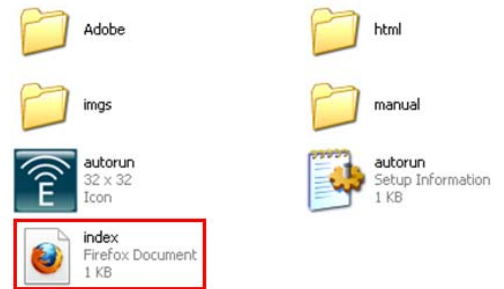 Adobe
html
imgs
manual
autorun
32 x 32
Icon
autorun
Setup Information
1 KB
index
Firefox Document
1 KB